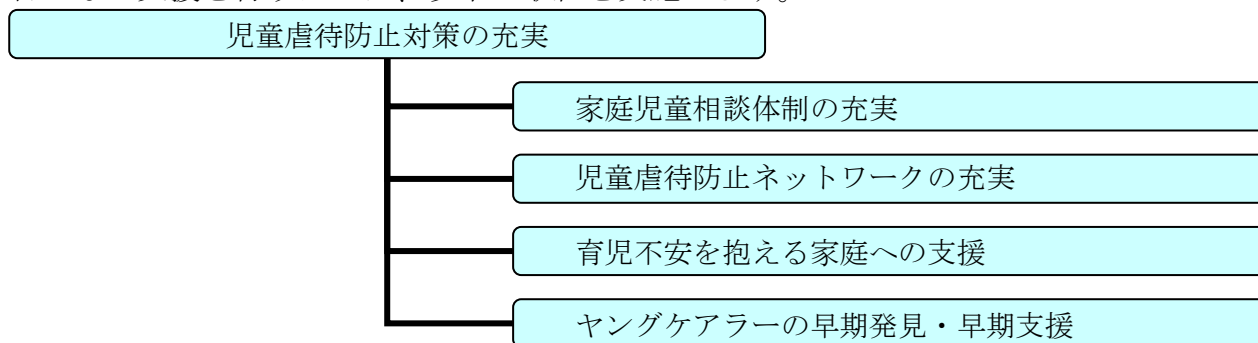 児童虐待防止対策の充実
家庭児童相談体制の充実
児童虐待防止ネットワークの充実
育児不安を抱える家庭への支援
ヤングケアラーの早期発見・早期支援